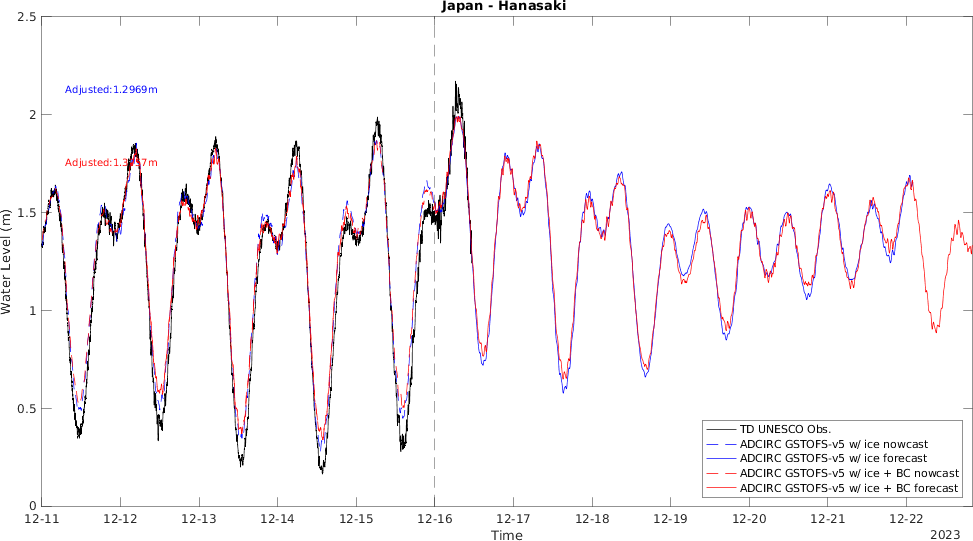 Japan - Hanasaki
2.5
2
1.5
1
0.5
0
Water Level (m)
Adjusted:1.2969m
TD UNESCO Obs.
ADCIRC GSTOFS-v5 w/ ice nowcast
ADCIRC GSTOFS-v5 w/ ice forecast
ADCIRC GSTOFS-v5 w/ ice + BC nowcast
ADCIRC GSTOFS-v5 w/ ice + BC forecast
12-11 12-12 12-13 12-14 12-15 12-16 12-17 12-18 12-19 12-20 12-21 12-22
Time
2023